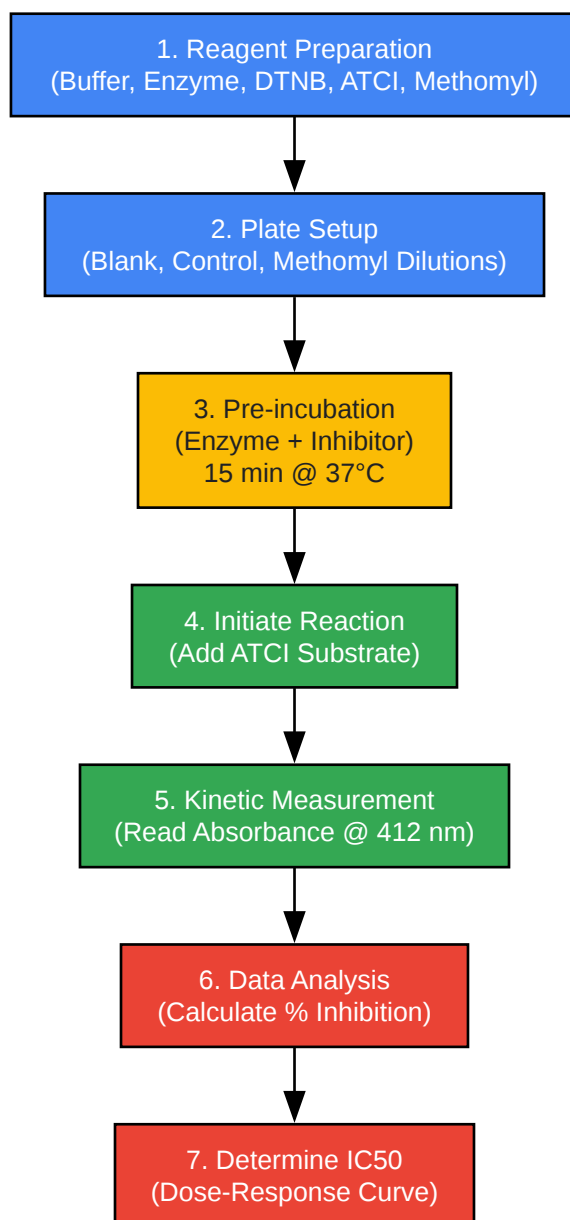 1. Reagent Preparation
(Buffer, Enzyme, DTNB, ATCI, Methomyl)
2. Plate Setup
(Blank, Control, Methomyl Dilutions)
3. Pre-incubation
(Enzyme + Inhibitor)
15 min @ 37°C
4. Initiate Reaction
(Add ATCI Substrate)
5. Kinetic Measurement
(Read Absorbance @ 412 nm)
6. Data Analysis
(Calculate % Inhibition)
7. Determine IC50
(Dose-Response Curve)